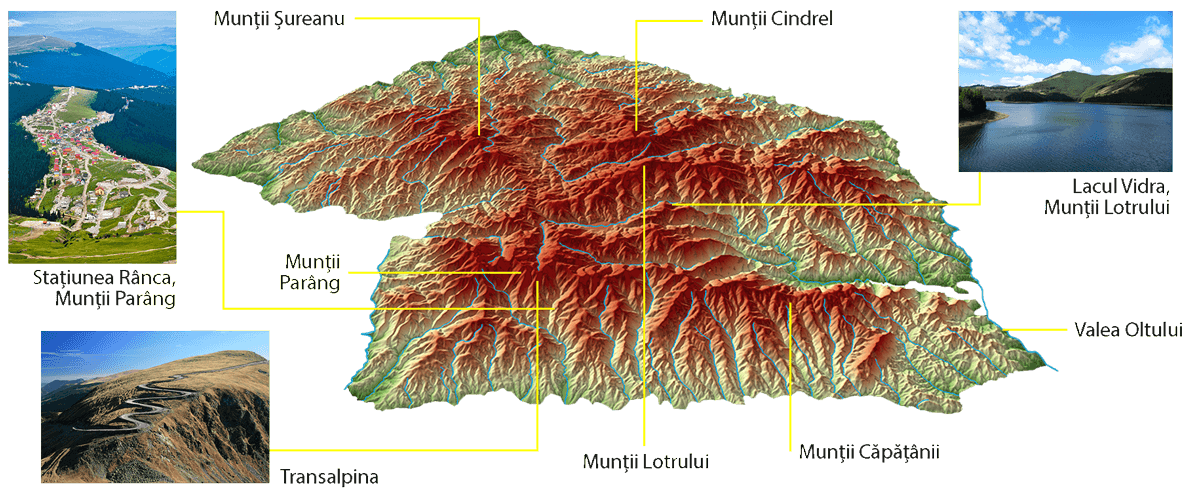 Munții Șureanu
Munții Cindrel
Lacul Vidra,
Munții Lotrului
Stațiunea Rânca,
Munții Parâng
Munții
Parâng
Valea Oltului
Transalpina
Munții Lotrului
Munții Căpățânii